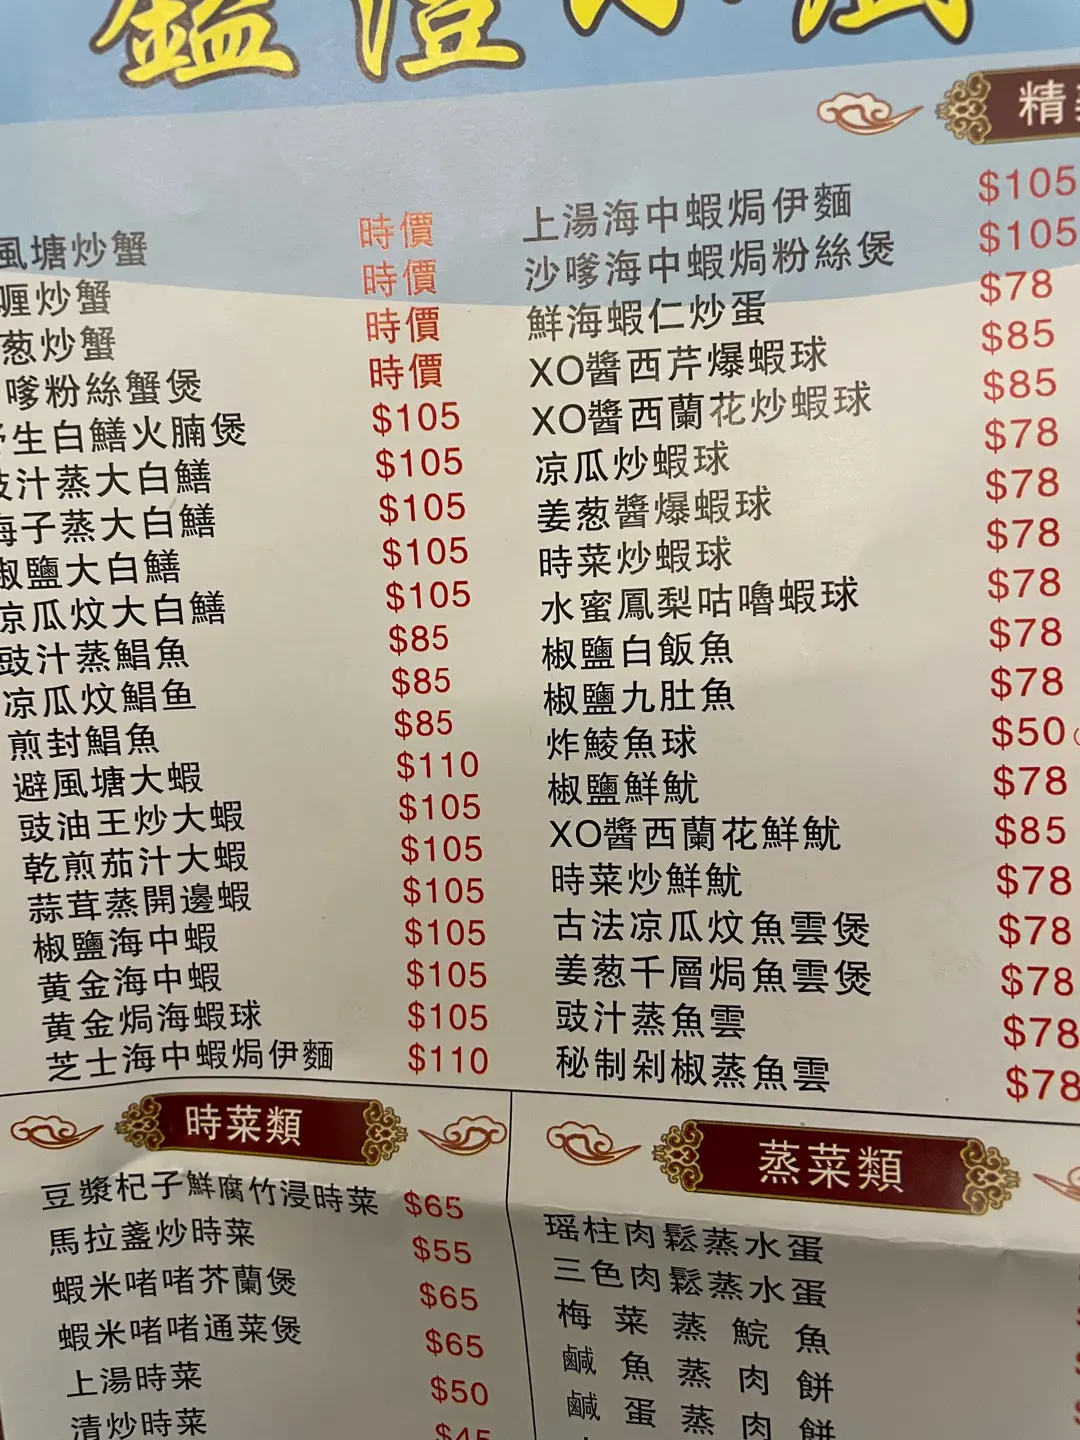 鑑澄小
精
風塘炒蟹 時價
喱炒蟹 時價
葱炒蟹 時價
嗲粉絲蟹煲 時價
生白鱔火腩煲 $105
豉汁蒸大白鱔 $105
梅子蒸大白鱔 $105
椒鹽大白鱔 $105
凉瓜炆大白鱔 $105
豉汁蒸鯧魚 $85
凉瓜炆鯧鱼 $85
煎封鯧魚 $85
避風塘大蝦 $110
豉油王炒大蝦 $105
乾煎茄汁大蝦 $105
蒜茸蒸開邊蝦 $105
椒鹽海中蝦 $105
黄金海中蝦 $105
黄金焗海蝦球 $105
芝士海中蝦焗伊麵 $110
上湯海中蝦焗伊麵 $105
沙嗲海中蝦焗粉絲煲 $105
鮮海蝦仁炒蛋 $78
XO醬西芹爆蝦球 $85
XO醬西蘭花炒蝦球 $85
凉瓜炒蝦球 $78
姜葱醬爆蝦球 $78
時菜炒蝦球 $78
水蜜鳳梨咕嚕蝦球 $78
椒鹽白飯魚 $78
椒鹽九肚魚 $78
炸鯪魚球 $50
椒鹽鮮魷 $78
XO醬西蘭花鮮魷 $85
時菜炒鮮魷 $78
古法凉瓜炆魚雲煲 $78
姜葱千層焗魚雲煲 $78
豉汁蒸魚雲 $78
秘制剁椒蒸魚雲 $78
時菜類
豆漿杞子鮮腐竹浸時菜 $65
馬拉盞炒時菜 $55
蝦米啫啫芥蘭煲 $65
蝦米啫啫通菜煲 $65
上湯時菜 $50
清炒時菜 $45
蒸菜類
瑶柱肉鬆蒸水蛋
三色肉鬆蒸水蛋
梅菜蒸鯇魚
鹹魚蒸肉餅
鹹蛋蒸肉餅